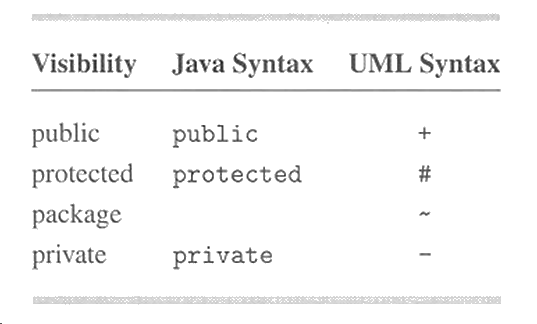 Visibility Java Syntax UML Syntax
public public +
protected protected #
package ~
private private -